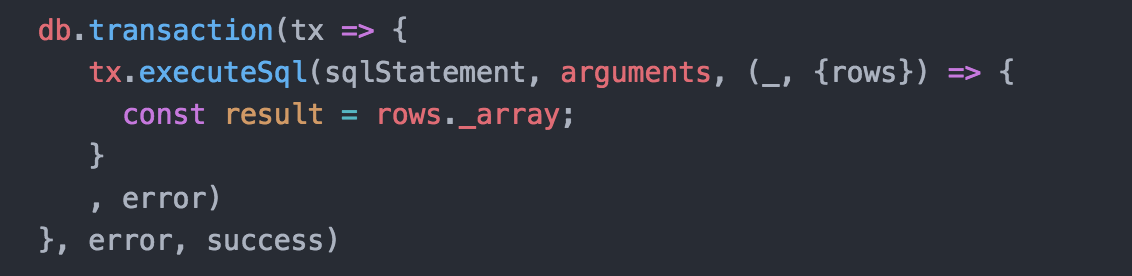 db.transaction(tx => {
tx.executeSql(sqlStatement, arguments, (_, {rows}) => {
const result = rows._array;
}
, error)
}, error, success)